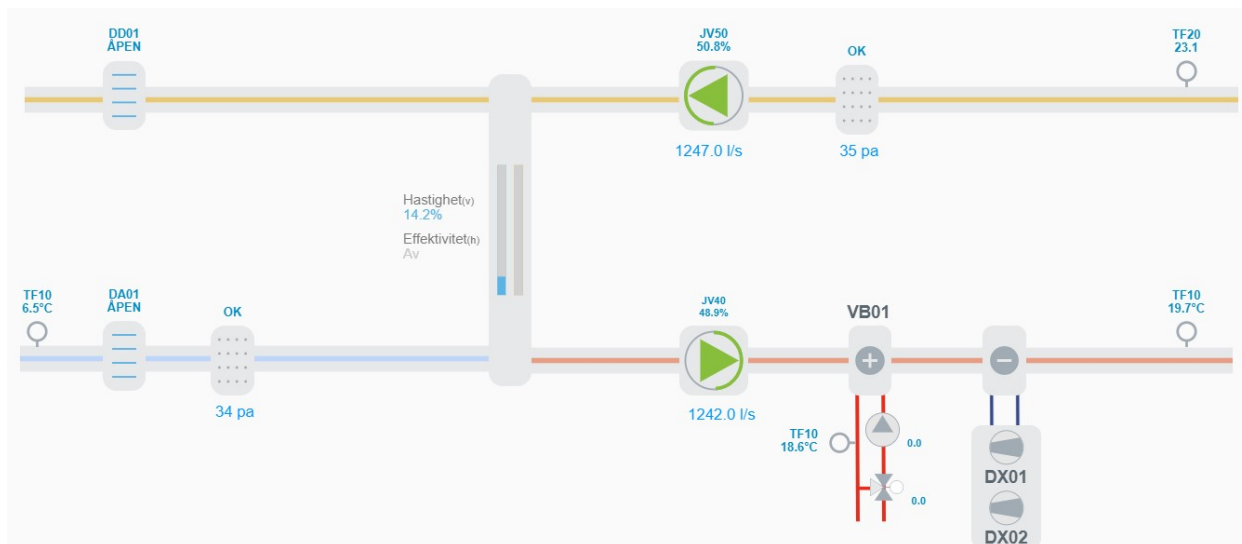 DD01
ÅPEN
JV50
50.8%
OK
TF20
23.1
1247.0 l/s
35 pa
Hastighet(v)
14.2%
Effektivitet(h)
Av
TF10
6.5°C
DA01
ÅPEN
OK
JV40
48.9%
VB01
TF10
19.7°C
34 pa
1242.0 l/s
TF10
18.6°C
0.0
0.0
DX01
DX02